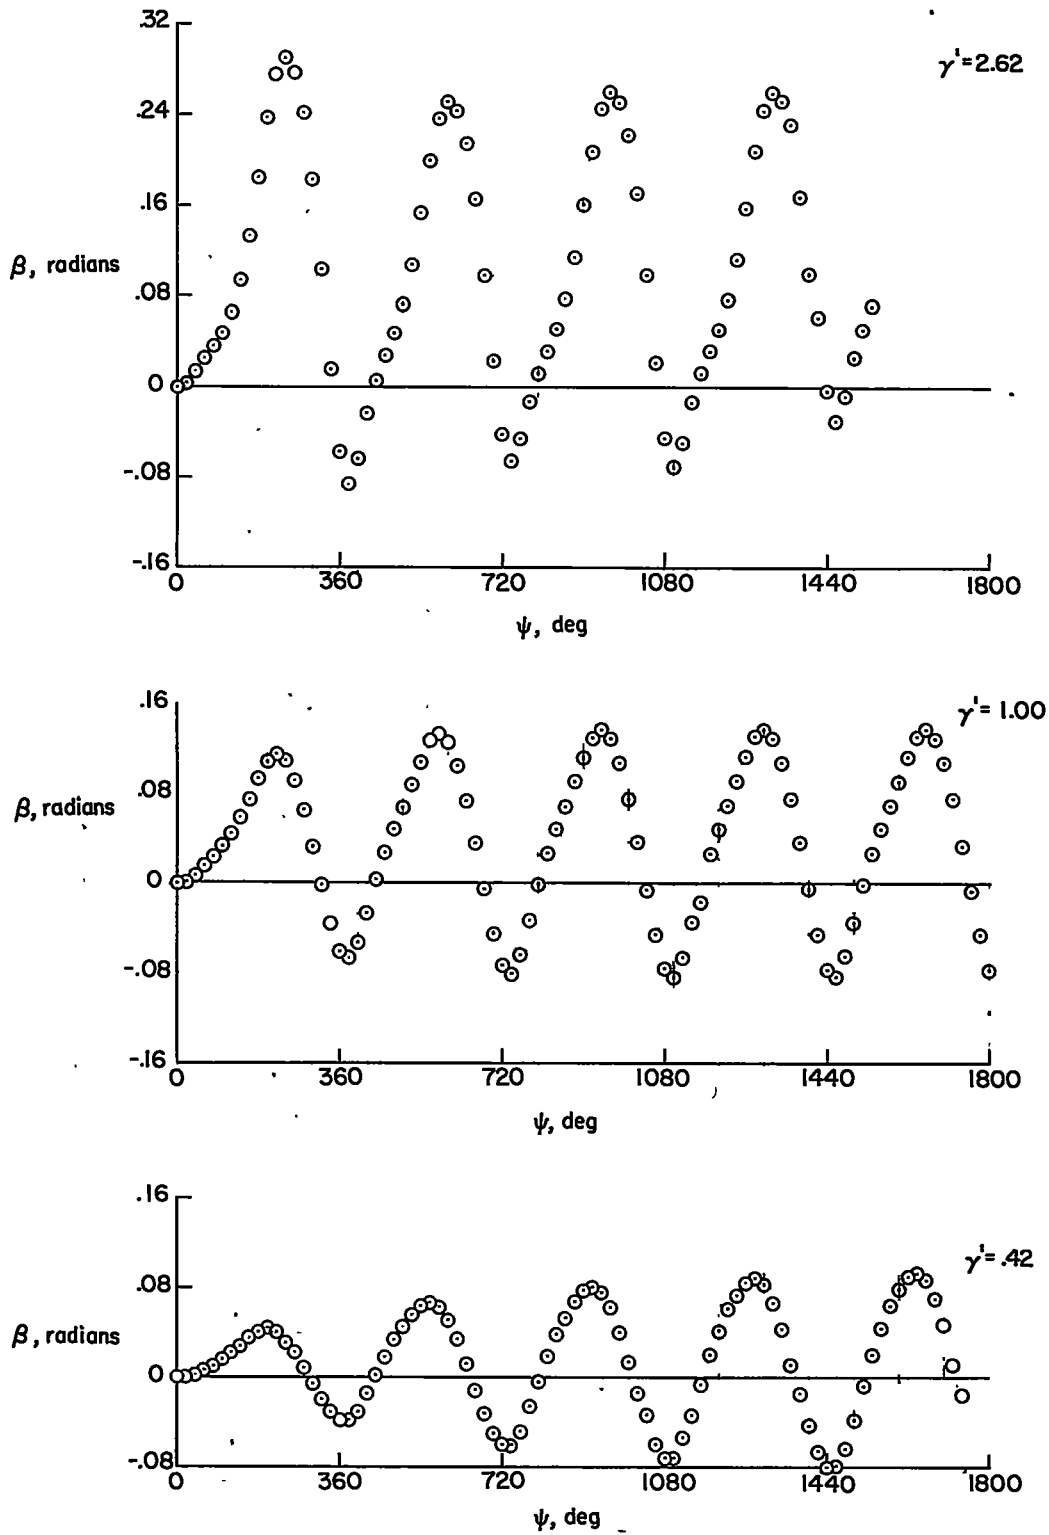 .32
γ'=2.62
.24
.16
β, radians
.08
0
-.08
-.16
0 360 720 1080 1440 1800
ψ, deg
.16
γ'= 1.00
.08
β, radians
0
-.08
-.16
0 360 720 1080 1440 1800
ψ, deg
.16
γ'= .42
.08
β, radians
0
-.08
0 360 720 1080 1440 1800
ψ, deg